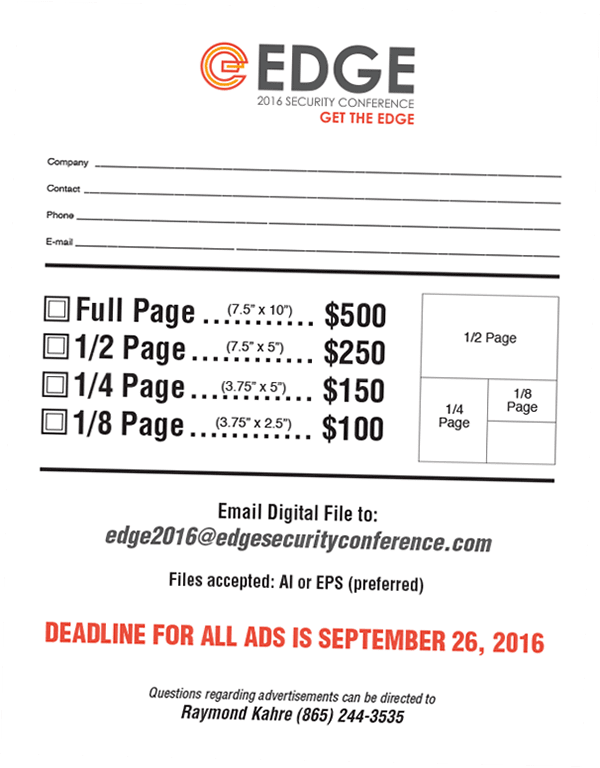 EDGE
2016 SECURITY CONFERENCE
GET THE EDGE
Company
Contact
Phone
E-mail
Full Page ........... (7.5" x 10") $500
1/2 Page ............ (7.5" x 5") $250
1/4 Page ............ (3.75" x 5") $150
1/8 Page ............ (3.75" x 2.5") $100
1/2 Page
1/4
Page
1/8
Page
Email Digital File to:
edge2016@edgesecurityconference.com
Files accepted: AI or EPS (preferred)
DEADLINE FOR ALL ADS IS SEPTEMBER 26, 2016
Questions regarding advertisements can be directed to
Raymond Kahre (865) 244-3535